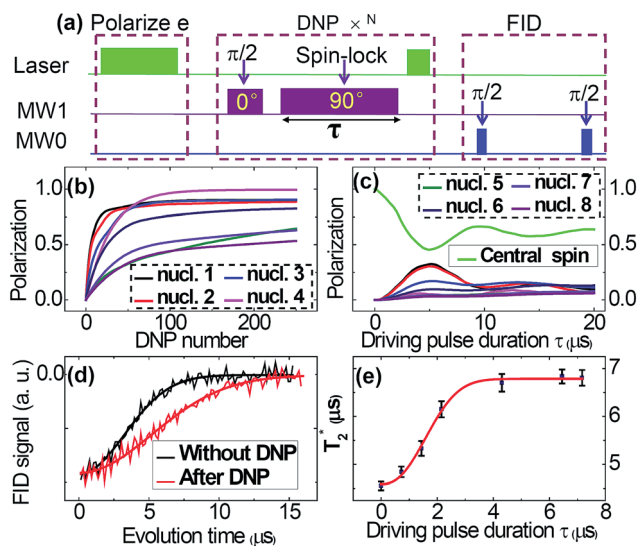 (a) Polarize e DNP × N FID
Laser π/2 Spin-lock π/2 π/2
MW1 0° 90°
τ
MW0
(b) (c)
Polarization 1.0 0.5 0.0
nucl. 1 nucl. 3
nucl. 2 nucl. 4
0 100 200
DNP number
nucl. 5 nucl. 7
nucl. 6 nucl. 8
Central spin
1.0 0.5 0.0 Polarization
0 10 20
Driving pulse duration τ (μs)
(d) (e)
FID signal (a. u.) 0.0
Without DNP
After DNP
0 5 10 15
Evolution time (μs)
T2* (μs)
7 6 5
0 2 4 6 8
Driving pulse duration τ (μs)